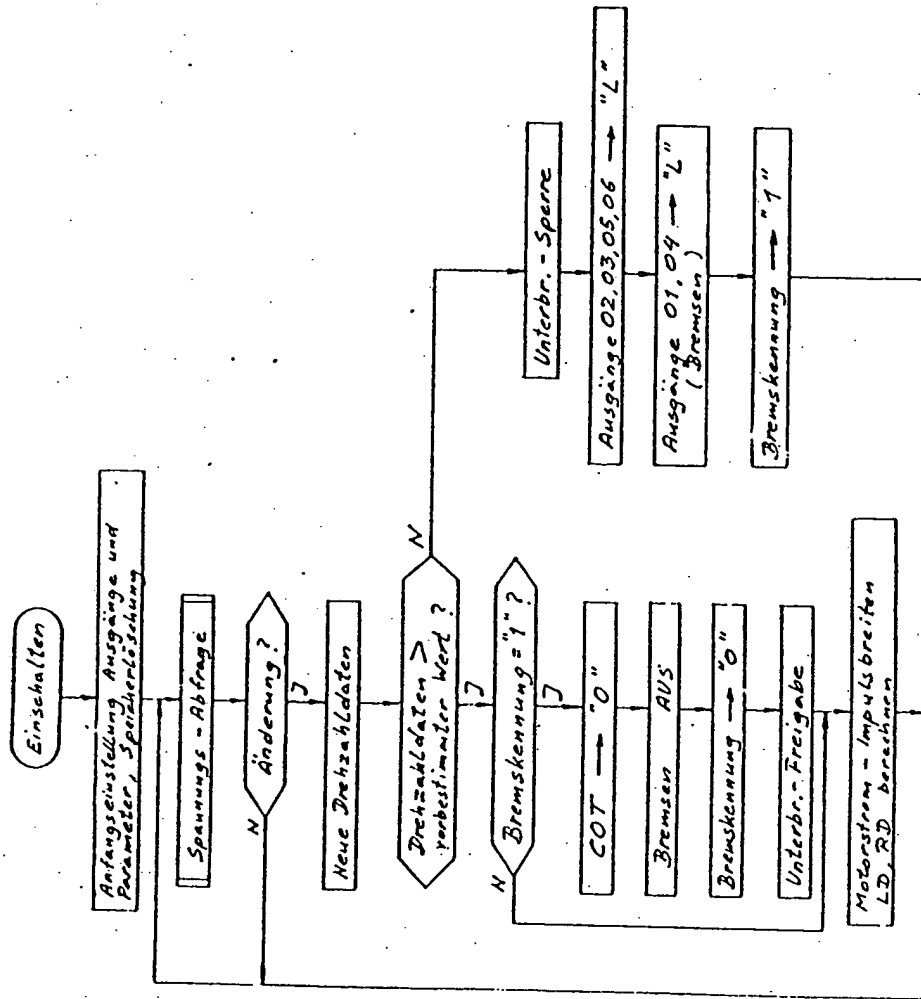 Einschalten
Anfangseinstellung Ausgänge und
Parameter, Speicherlöschung
Spannungs-Abfrage
Änderung?
N
J
Neue Drehzahldaten
Drehzahldaten >
vorbestimmter Wert?
N
J
Bremskennung="1"?
N
J
COT → "0"
Bremsen AUS
Bremskennung → "0"
Unterbr.-Freigabe
Motorstrom - Impulsbreiten
LD, RD berechnen
Unterbr.-Sperre
Ausgänge 02,03,05,06 → "L"
Ausgänge 01,04 → "L"
(Bremsen)
Bremskennung → "1"